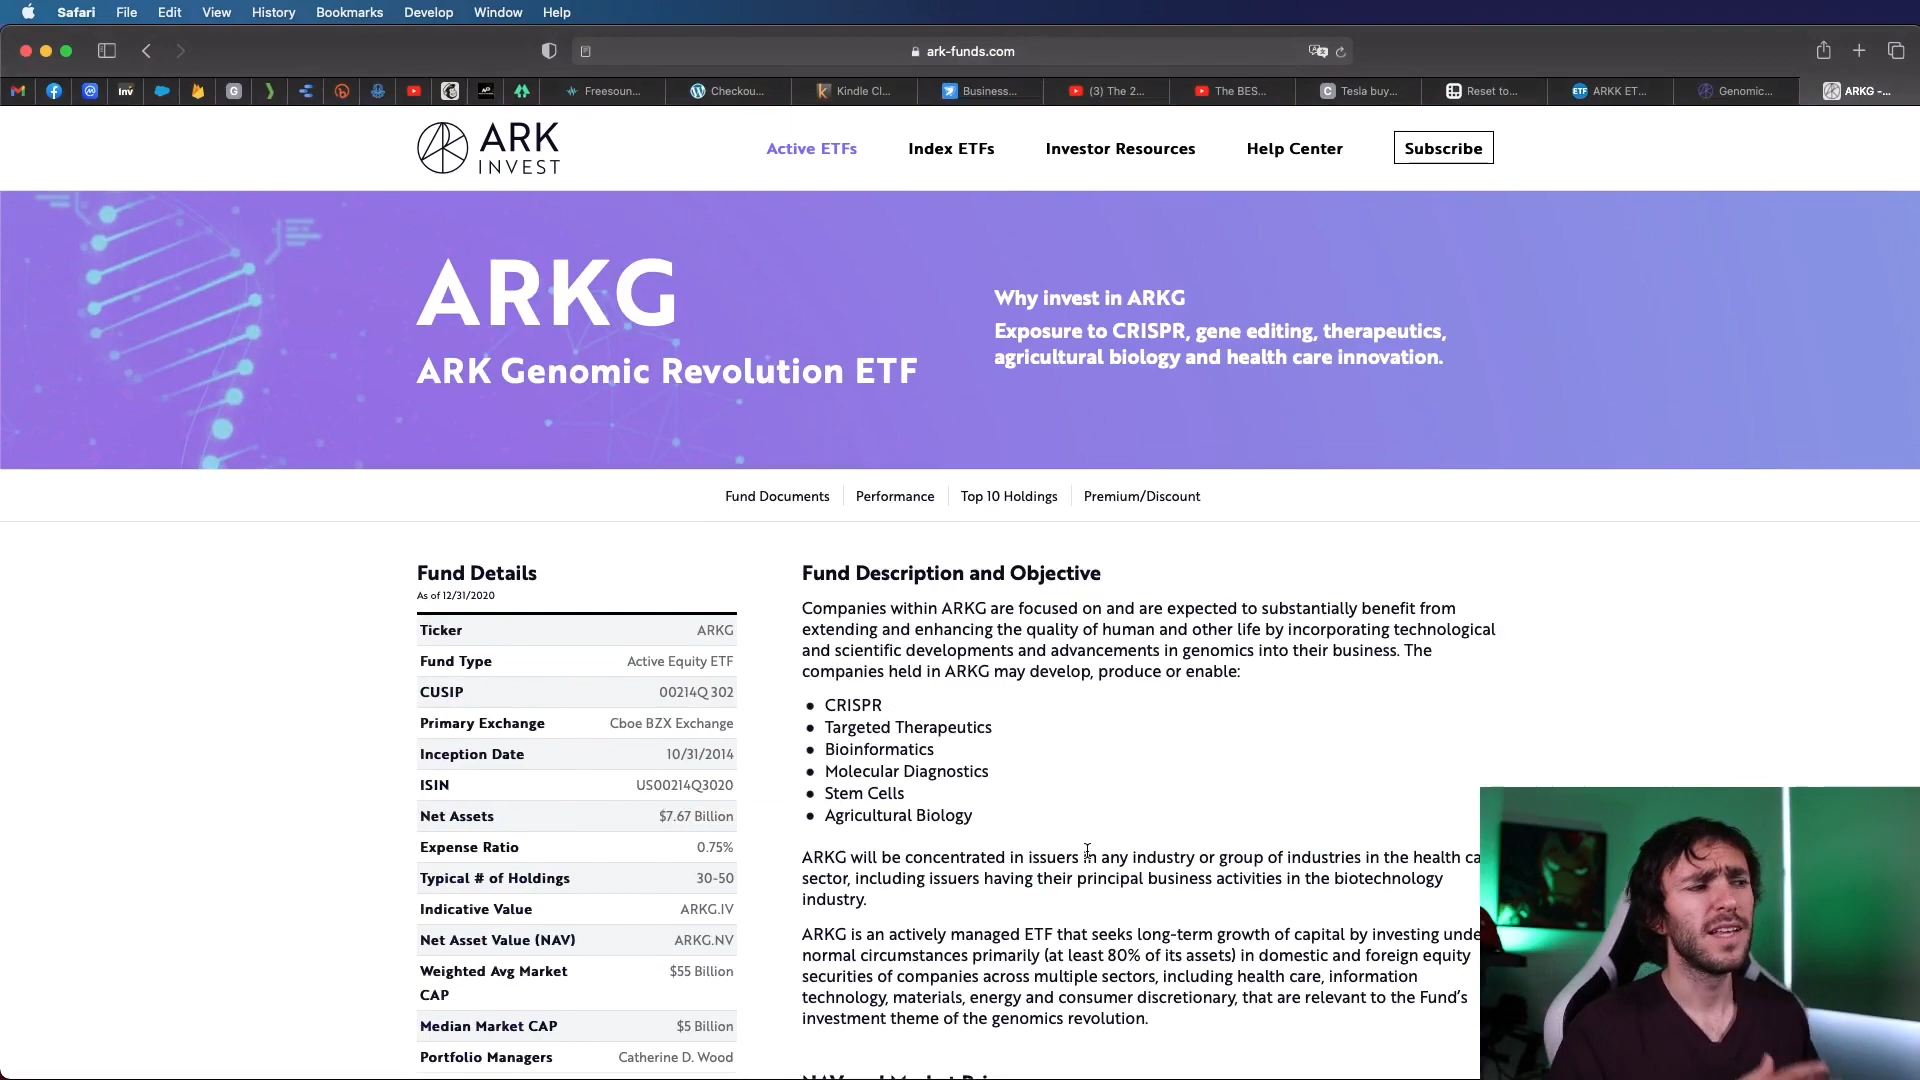 Safari File Edit View History Bookmarks Develop Window Help
ark-funds.com
Inv
G
Freesoun...
Checkou...
Kindle Cl...
Business...
(3) The 2...
The BES...
C Tesla buy...
Reset to...
ETF ARKK ET...
Genomic...
ARKG -...
ARK
INVEST
Active ETFs
Index ETFs
Investor Resources
Help Center
Subscribe
ARKG
ARK Genomic Revolution ETF
Why invest in ARKG
Exposure to CRISPR, gene editing, therapeutics,
agricultural biology and health care innovation.
Fund Documents
Performance
Top 10 Holdings
Premium/Discount
Fund Details
As of 12/31/2020
Ticker ARKG
Fund Type Active Equity ETF
CUSIP 00214Q 302
Primary Exchange Cboe BZX Exchange
Inception Date 10/31/2014
ISIN US00214Q3020
Net Assets $7.67 Billion
Expense Ratio 0.75%
Typical # of Holdings 30-50
Indicative Value ARKG.IV
Net Asset Value (NAV) ARKG.NV
Weighted Avg Market $55 Billion
CAP
Median Market CAP $5 Billion
Portfolio Managers Catherine D. Wood
Fund Description and Objective
Companies within ARKG are focused on and are expected to substantially benefit from
extending and enhancing the quality of human and other life by incorporating technological
and scientific developments and advancements in genomics into their business. The
companies held in ARKG may develop, produce or enable:
● CRISPR
● Targeted Therapeutics
● Bioinformatics
● Molecular Diagnostics
● Stem Cells
● Agricultural Biology
ARKG will be concentrated in issuers in any industry or group of industries in the health ca
sector, including issuers having their principal business activities in the biotechnology
industry.
ARKG is an actively managed ETF that seeks long-term growth of capital by investing unde
normal circumstances primarily (at least 80% of its assets) in domestic and foreign equity
securities of companies across multiple sectors, including health care, information
technology, materials, energy and consumer discretionary, that are relevant to the Fund's
investment theme of the genomics revolution.